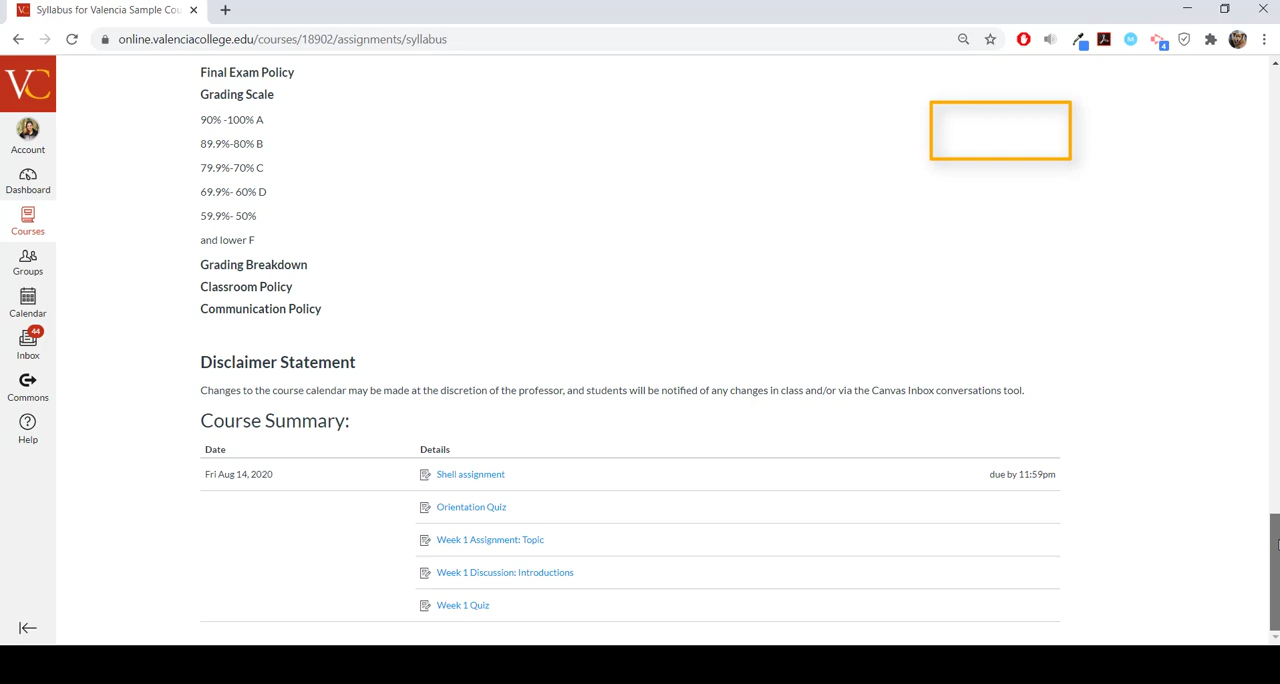 Syllabus for Valencia Sample Cou
online.valenciacollege.edu/courses/18902/assignments/syllabus
4
VC
Account
Dashboard
Courses
Groups
Calendar
44
Inbox
Commons
Help
Final Exam Policy
Grading Scale
90% -100% A
89.9%-80% B
79.9%-70% C
69.9%- 60% D
59.9%- 50%
and lower F
Grading Breakdown
Classroom Policy
Communication Policy
Disclaimer Statement
Changes to the course calendar may be made at the discretion of the professor, and students will be notified of any changes in class and/or via the Canvas Inbox conversations tool.
Course Summary:
Date Details
Fri Aug 14, 2020 Shell assignment due by 11:59pm
Orientation Quiz
Week 1 Assignment: Topic
Week 1 Discussion: Introductions
Week 1 Quiz